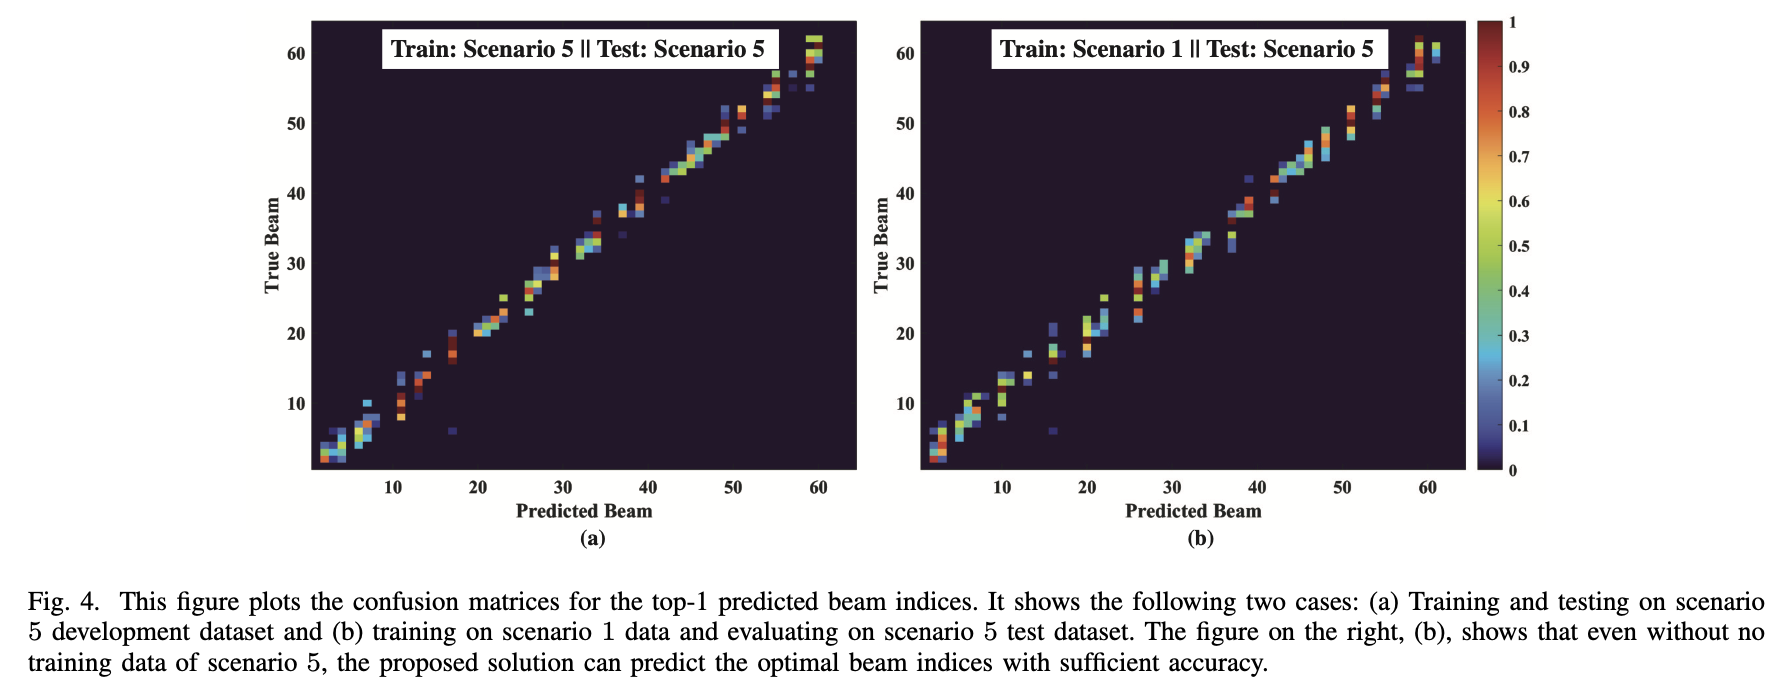 Train: Scenario 5 || Test: Scenario 5
60
50
40
30
20
10
True Beam
10 20 30 40 50 60
Predicted Beam
(a)
Train: Scenario 1 || Test: Scenario 5
60
50
40
30
20
10
True Beam
10 20 30 40 50 60
Predicted Beam
(b)
1
0.9
0.8
0.7
0.6
0.5
0.4
0.3
0.2
0.1
0
Fig. 4. This figure plots the confusion matrices for the top-1 predicted beam indices. It shows the following two cases: (a) Training and testing on scenario
5 development dataset and (b) training on scenario 1 data and evaluating on scenario 5 test dataset. The figure on the right, (b), shows that even without no
training data of scenario 5, the proposed solution can predict the optimal beam indices with sufficient accuracy.